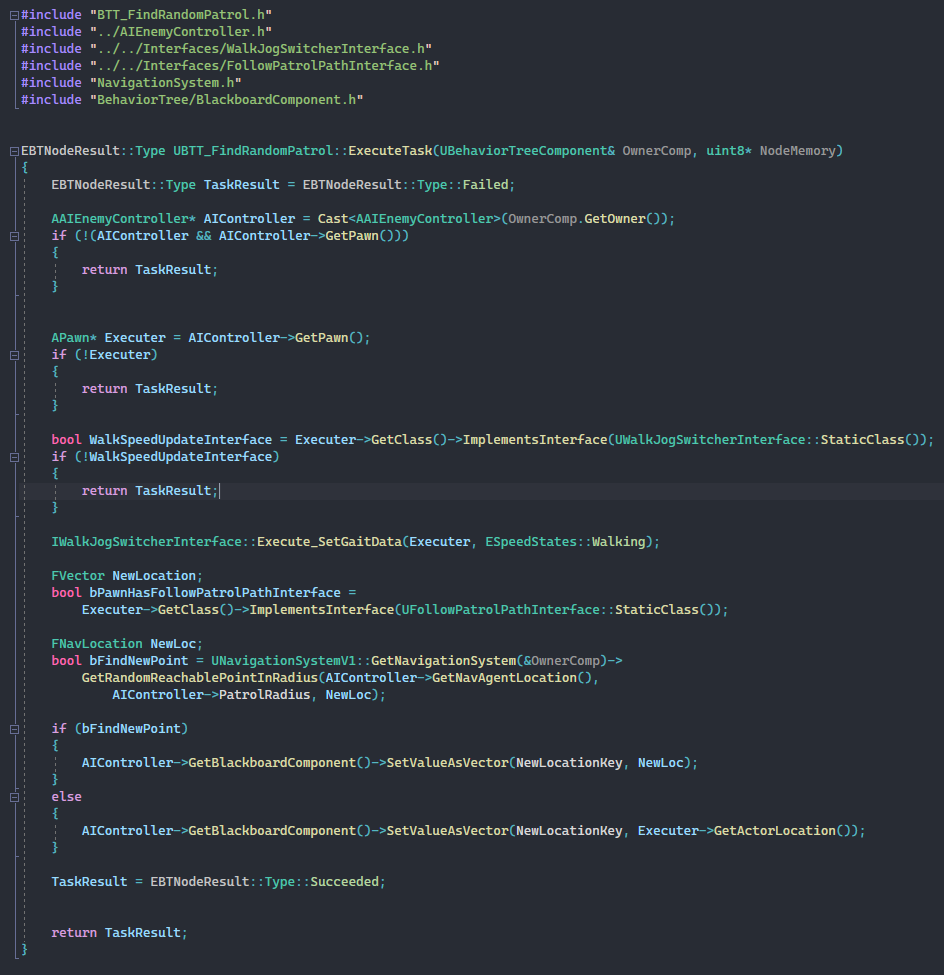 #include "BTT_FindRandomPatrol.h"
#include "../AIEnemyController.h"
#include "../../Interfaces/WalkJogSwitcherInterface.h"
#include "../../Interfaces/FollowPatrolPathInterface.h"
#include "NavigationSystem.h"
#include "BehaviorTree/BlackboardComponent.h"
EBTNodeResult::Type UBTT_FindRandomPatrol::ExecuteTask(UBehaviorTreeComponent& OwnerComp, uint8* NodeMemory)
{
    EBTNodeResult::Type TaskResult = EBTNodeResult::Type::Failed;
    AAIEnemyController* AIController = Cast<AAIEnemyController>(OwnerComp.GetOwner());
    if (!(AIController && AIController->GetPawn()))
    {
        return TaskResult;
    }
    APawn* Executer = AIController->GetPawn();
    if (!Executer)
    {
        return TaskResult;
    }
    bool WalkSpeedUpdateInterface = Executer->GetClass()->ImplementsInterface(UWalkJogSwitcherInterface::StaticClass());
    if (!WalkSpeedUpdateInterface)
    {
        return TaskResult;
    }
    IWalkJogSwitcherInterface::Execute_SetGaitData(Executer, ESpeedStates::Walking);
    FVector NewLocation;
    bool bPawnHasFollowPatrolPathInterface =
        Executer->GetClass()->ImplementsInterface(UFollowPatrolPathInterface::StaticClass());
    FNavLocation NewLoc;
    bool bFindNewPoint = UNavigationSystemV1::GetNavigationSystem(&OwnerComp)->
        GetRandomReachablePointInRadius(AIController->GetNavAgentLocation(),
            AIController->PatrolRadius, NewLoc);
    if (bFindNewPoint)
    {
        AIController->GetBlackboardComponent()->SetValueAsVector(NewLocationKey, NewLoc);
    }
    else
    {
        AIController->GetBlackboardComponent()->SetValueAsVector(NewLocationKey, Executer->GetActorLocation());
    }
    TaskResult = EBTNodeResult::Type::Succeeded;
    return TaskResult;
}